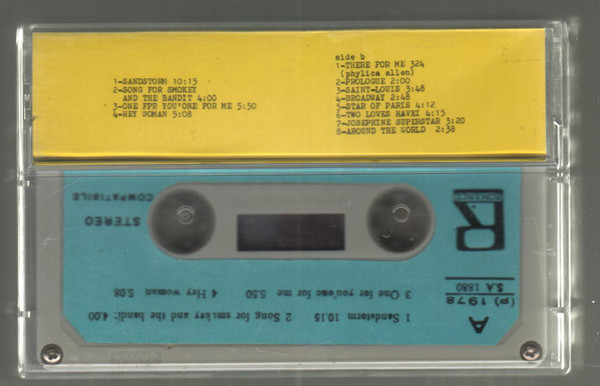 1-SANDSTORM 10:15
2-SONG FOR SMOKEY
AND THE BANDIT 4:00
3-ONE FPR YOU'ONE FOR ME 5:50
4-HEY WOMAN 5:08
side b
1-THERE FOR ME 324
(phylica allen)
2-PROLOGUE 2:00
3-SAINT-LOUIS 3:48
4-BROADWAY 2:48
5-STAR OF PARIS 4:12
6-TWO LOVES HAVEI 4:15
7-JOSEPHINE SUPERSTAR 3:20
8-AROUND THE WORLD 2:38
A
(p) 1978
S.A 1880
R
1 Sandstorm 10.15 2 Song for smokey and the bandit 4.00
3 One for you'one for me 5.50 4 Hey woman 5.08
STEREO
COMPATIBILE